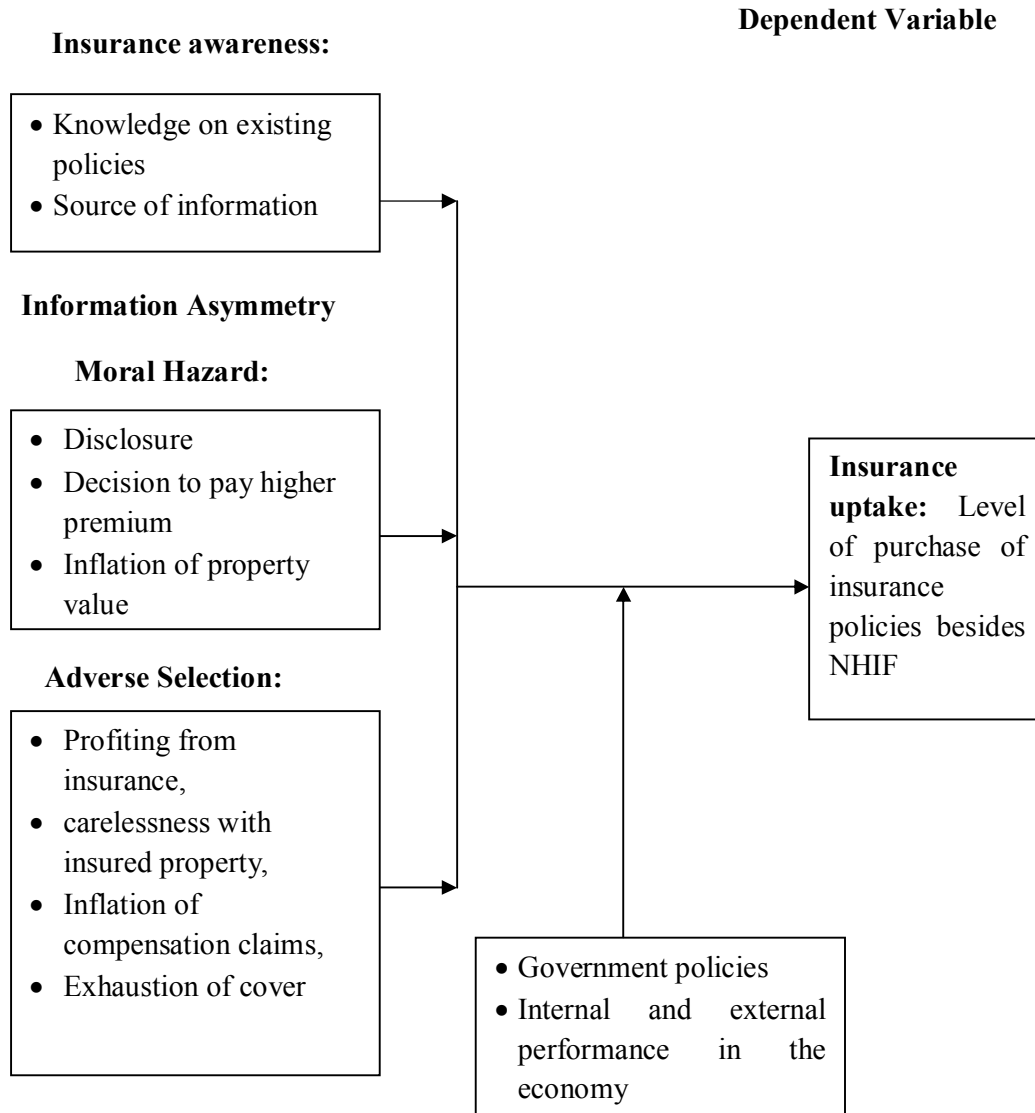 Dependent Variable
Insurance awareness:
• Knowledge on existing
policies
• Source of information
Information Asymmetry
Moral Hazard:
• Disclosure
• Decision to pay higher
premium
• Inflation of property
value
Adverse Selection:
• Profiting from
insurance,
• carelessness with
insured property,
• Inflation of
compensation claims,
• Exhaustion of cover
Insurance
uptake: Level
of purchase of
insurance
policies besides
NHIF
• Government policies
• Internal and external
performance in the
economy